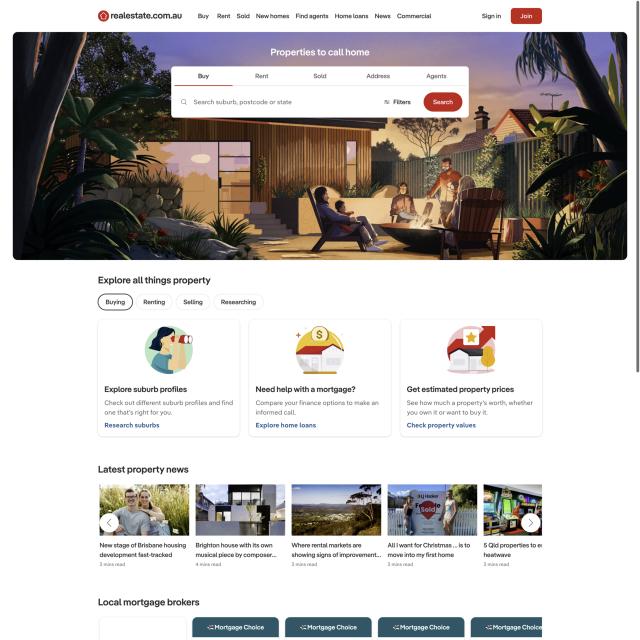 realestate.com.au
Buy Rent Sold New homes Find agents Home loans News Commercial
Sign in Join
Properties to call home
Buy Rent Sold Address Agents
Search suburb, postcode or state
Filters Search
Explore all things property
Buying Renting Selling Researching
Explore suburb profiles
Check out different suburb profiles and find
one that's right for you.
Research suburbs
Need help with a mortgage?
Compare your finance options to make an
informed call.
Explore home loans
Get estimated property prices
See how much a property's worth, whether
you own it or want to buy it.
Check property values
Latest property news
Sold
New stage of Brisbane housing
development fast-tracked
3 mins read
Brighton house with its own
musical piece by composer...
4 mins read
Where rental markets are
showing signs of improvement...
3 mins read
All I want for Christmas ... is to
move into my first home
3 mins read
5 Qld properties to
heatwave
3 mins read
Local mortgage brokers
Mortgage Choice
Mortgage Choice
Mortgage Choice
Mortgage Choice